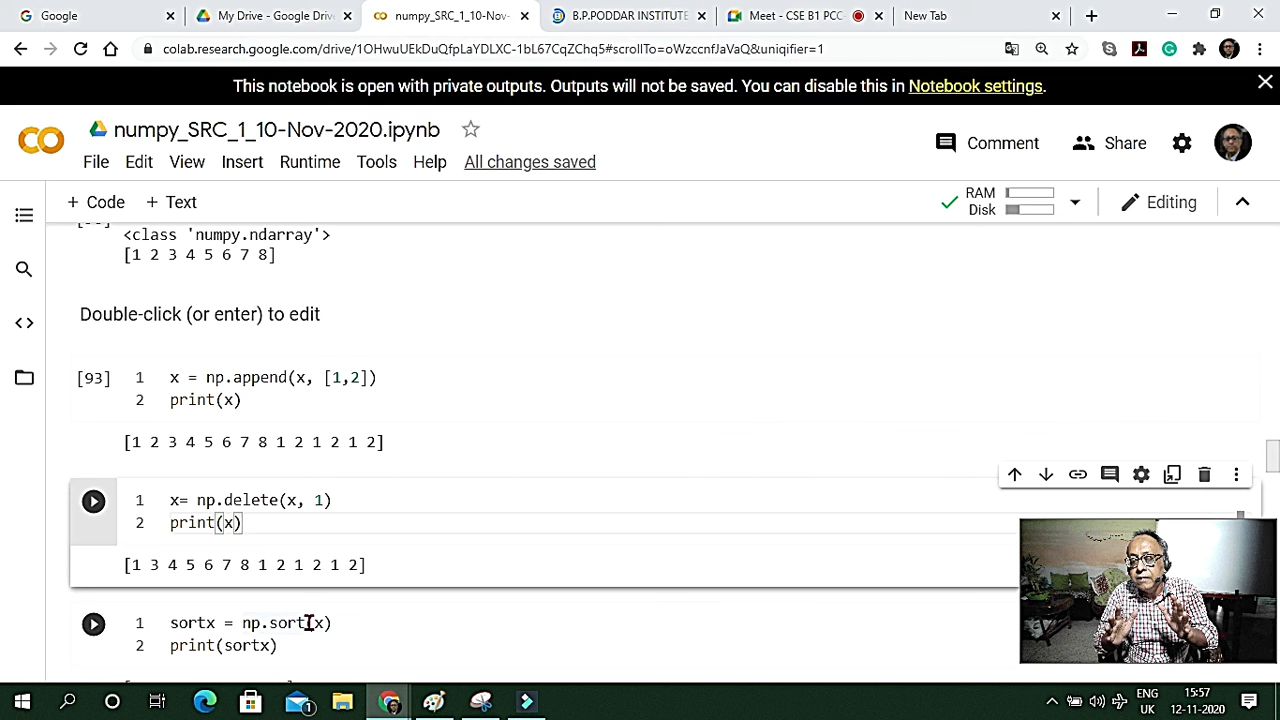 Google
My Drive - Google Driv
numpy_SRC_1_10-Nov-
B.P.PODDAR INSTITUTE
Meet - CSE B1 PCC
New Tab
colab.research.google.com/drive/1OHwuUEkDuQfpLaYDLXC-1bL67CqZChq5#scrollTo=oWzccnfJaVaQ&uniqifier=1
This notebook is open with private outputs. Outputs will not be saved. You can disable this in Notebook settings.
numpy_SRC_1_10-Nov-2020.ipynb
Comment
Share
File Edit View Insert Runtime Tools Help All changes saved
+ Code + Text
RAM
Disk
Editing
<class 'numpy.ndarray'>
[1 2 3 4 5 6 7 8]
Double-click (or enter) to edit
[93] 1 x = np.append(x, [1,2])
2 print(x)
[1 2 3 4 5 6 7 8 1 2 1 2 1 2]
1 x= np.delete(x, 1)
2 print(x)
[1 3 4 5 6 7 8 1 2 1 2 1 2]
1 sortx = np.sort(x)
2 print(sortx)
ENG
UK
15:57
12-11-2020